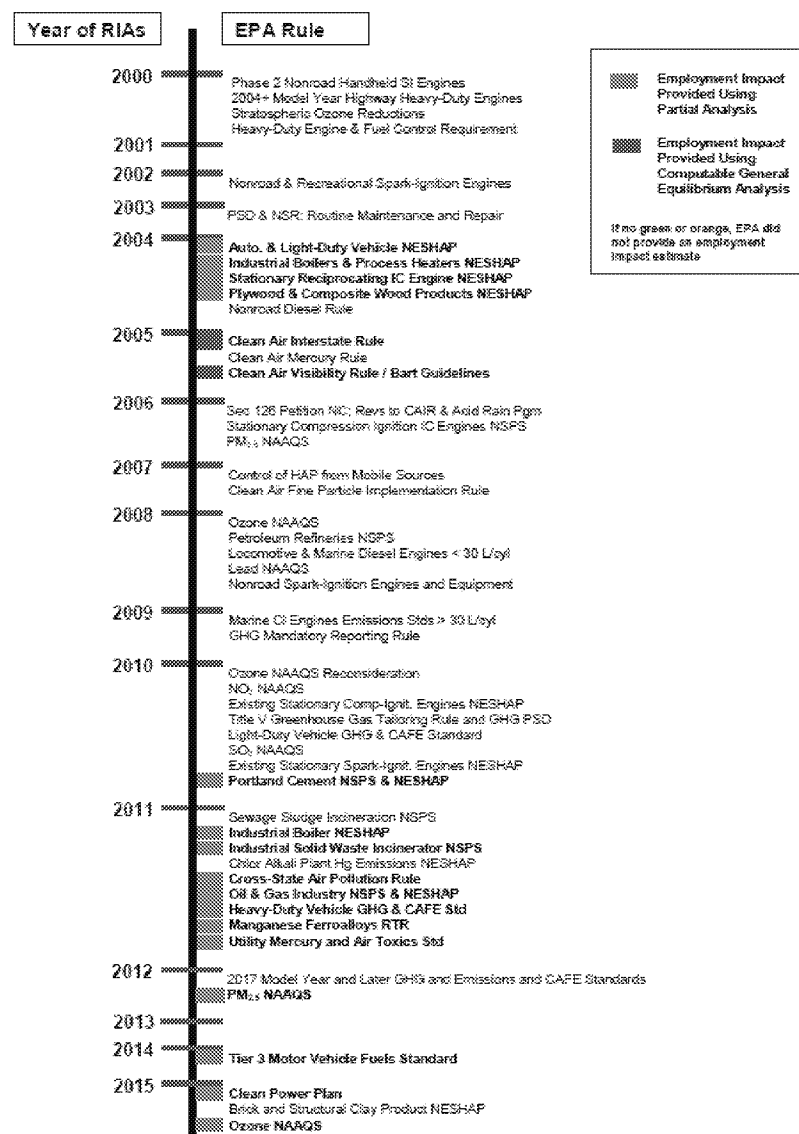 Year of RIAs
EPA Rule
2000
Phase 2 Nonroad Handheld SI Engines
2004+ Model Year Highway Heavy-Duty Engines
Stratospheric Ozone Reductions
Heavy-Duty Engine & Fuel Control Requirement
2001
2002
Nonroad & Recreational Spark-Ignition Engines
2003
PSD & NSR: Routine Maintenance and Repair
2004
Auto. & Light-Duty Vehicle NESHAP
Industrial Boilers & Process Heaters NESHAP
Stationary Reciprocating IC Engine NESHAP
Plywood & Composite Wood Products NESHAP
Nonroad Diesel Rule
2005
Clean Air Interstate Rule
Clean Air Mercury Rule
Clean Air Visibility Rule / Bart Guidelines
2006
Sec 126 Petition NC; Revs to CAIR & Acid Rain Pgm
Stationary Compression Ignition IC Engines NSPS
PM2.5 NAAQS
2007
Control of HAP from Mobile Sources
Clean Air Fine Particle Implementation Rule
2008
Ozone NAAQS
Petroleum Refineries NSPS
Locomotive & Marine Diesel Engines < 30 L/cyl
Lead NAAQS
Nonroad Spark-Ignition Engines and Equipment
2009
Marine CI Engines Emissions Stds > 30 L/cyl
GHG Mandatory Reporting Rule
2010
Ozone NAAQS Reconsideration
NO2 NAAQS
Existing Stationary Comp-Ignit. Engines NESHAP
Title V Greenhouse Gas Tailoring Rule and GHG PSD
Light-Duty Vehicle GHG & CAFE Standard
SO2 NAAQS
Existing Stationary Spark-Ignit. Engines NESHAP
Portland Cement NSPS & NESHAP
2011
Sewage Sludge Incineration NSPS
Industrial Boiler NESHAP
Industrial Solid Waste Incinerator NSPS
Chlor Alkali Plant Hg Emissions NESHAP
Cross-State Air Pollution Rule
Oil & Gas Industry NSPS & NESHAP
Heavy-Duty Vehicle GHG & CAFE Std
Manganese Ferroalloys RTR
Utility Mercury and Air Toxics Std
2012
2017 Model Year and Later GHG and Emissions and CAFE Standards
PM2.5 NAAQS
2013
2014
Tier 3 Motor Vehicle Fuels Standard
2015
Clean Power Plan
Brick and Structural Clay Product NESHAP
Ozone NAAQS
Employment Impact
Provided Using
Partial Analysis
Employment Impact
Provided Using
Computable General
Equilibrium Analysis
If no green or orange, EPA did
not provide an employment
impact estimate